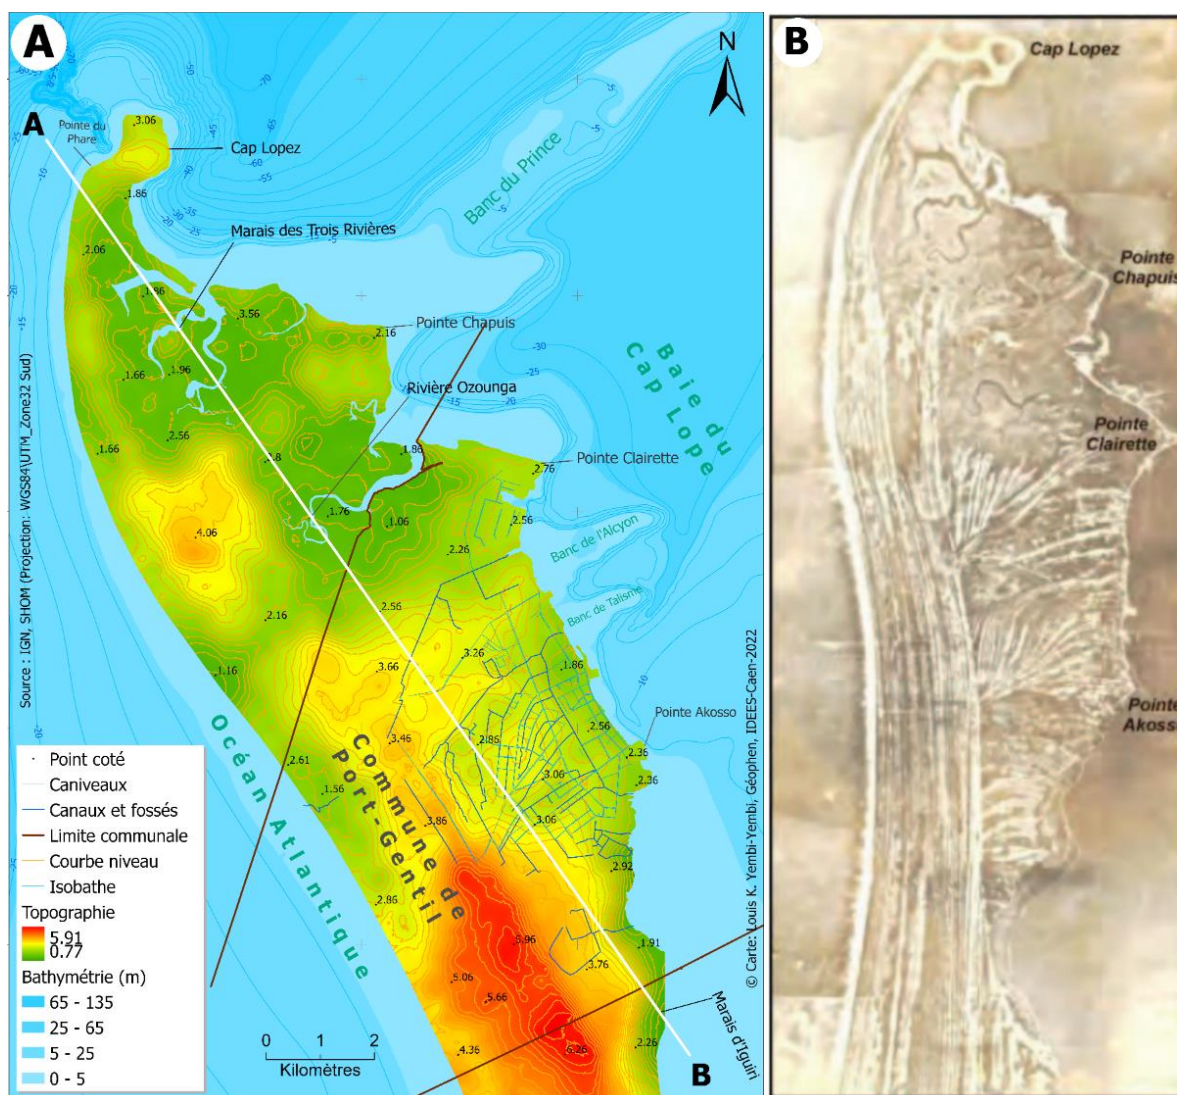 A
B
N
Cap Lopez
Pointe du
Phare
A
Cap Lopez
Banc du Prince
Marais des Trois Rivières
Pointe
Chapuis
Pointe Chapuis
Baie du
Cap Lope
Rivière Ozounga
Pointe
Clairette
Pointe Clairette
Banc de l'Alcyon
Banc de Talisme
Pointe Akosso
Pointe
Akosso
Source : IGN, SHOM (Projection: WGS84\UTM_Zone32 Sud)
© Carte: Louis K. Yembi-Yembi, Géophen, IDEES-Caen-2022
Océan Atlantique
Commune de
Port-Gentil
Marais d'Iguiri
B
3.06
1.86
2.06
1.86
3.56
2.16
1.66
1.96
2.56
1.66
1.86
2.76
4.06
1.76
1.06
2.56
2.26
2.16
2.56
1.16
3.66
3.26
1.86
3.46
2.86
2.56
2.61
2.36
1.56
3.06
2.36
3.86
3.06
2.92
2.86
5.96
1.91
5.06
3.76
5.66
4.36
6.26
2.26
Point coté
Caniveaux
Canaux et fossés
Limite communale
Courbe niveau
Isobathe
Topographie
5.91
0.77
Bathymétrie (m)
65 - 135
25 - 65
5 - 25
0 - 5
0 1 2
Kilomètres